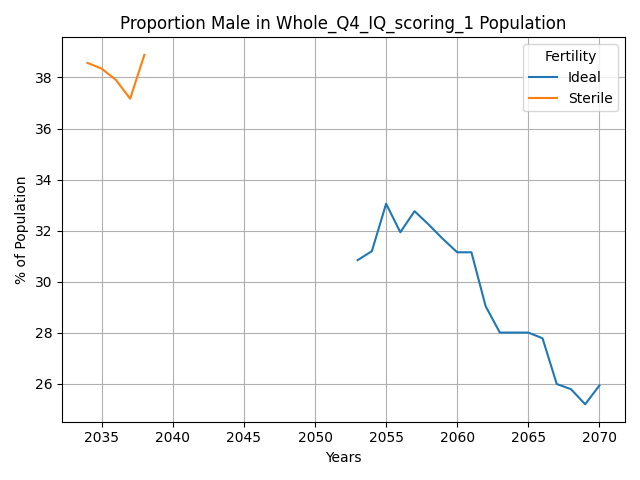 Proportion Male in Whole_Q4_IQ_scoring_1 Population
Fertility
Ideal
Sterile
% of Population
38
36
34
32
30
28
26
2035 2040 2045 2050 2055 2060 2065 2070
Years